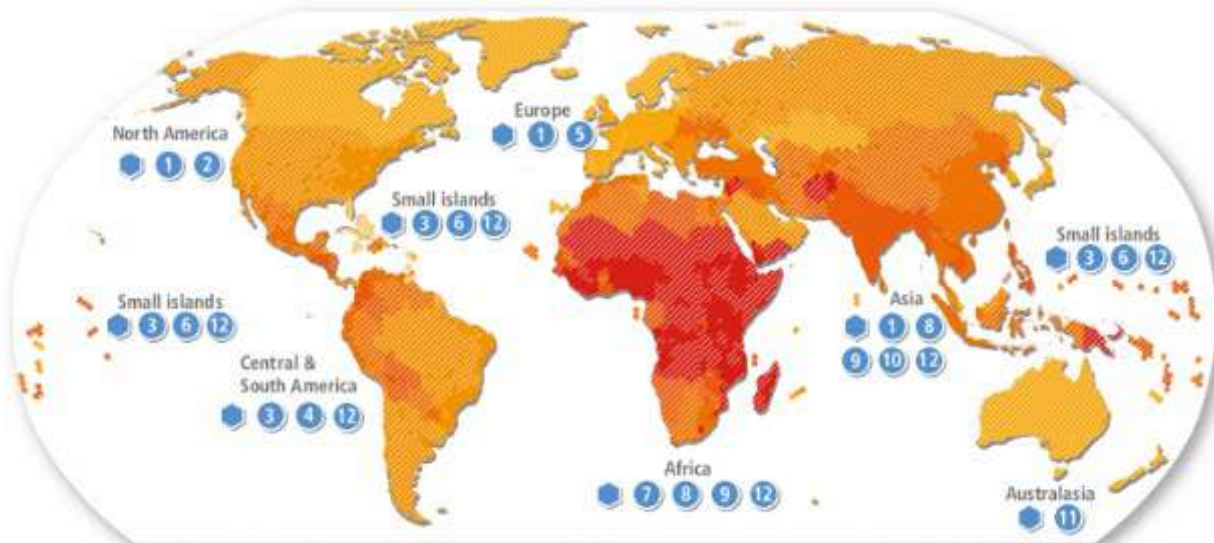 Europe
1 5
North America
1 2
Small islands
3 6 12
Small islands
3 6 12
Small islands
3 6 12
Asia
1 8
9 10 12
Central &
South America
3 4 12
Africa
7 8 9 12
Australasia
11